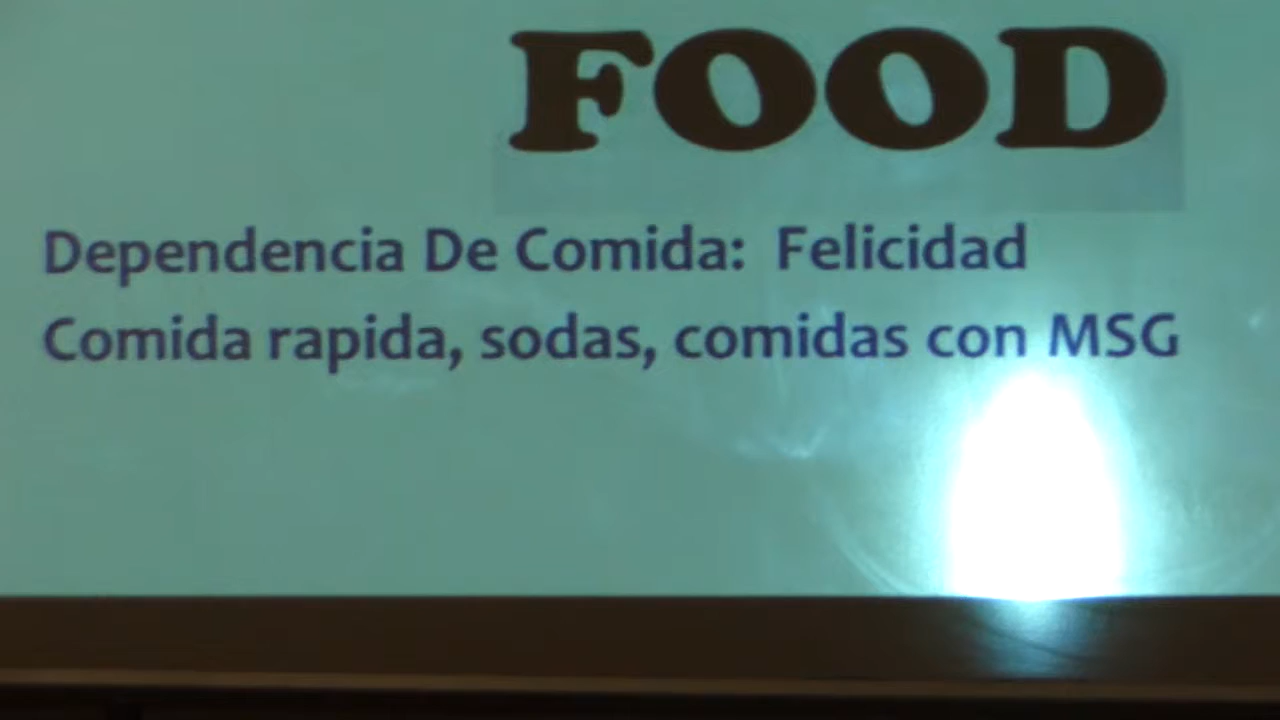 FOOD
Dependencia De Comida: Felicidad
Comida rapida, sodas, comidas con MSG